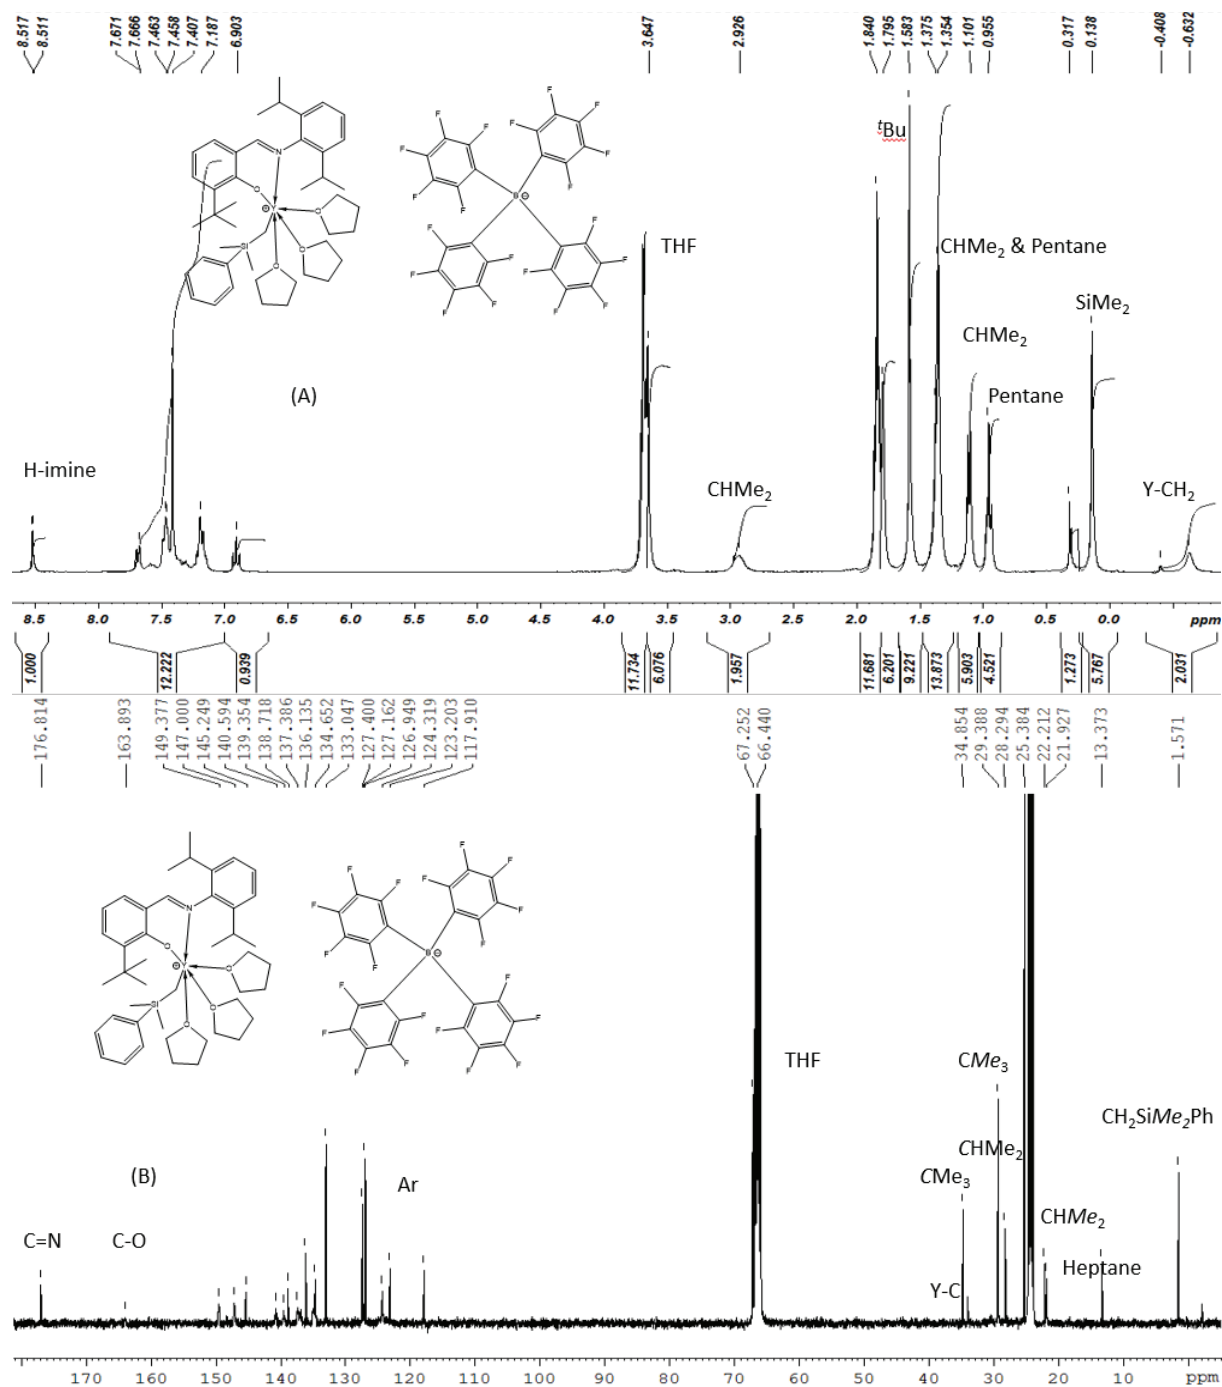 8.517
8.511
7.671
7.666
7.463
7.458
7.407
7.187
6.903
3.647
2.926
1.840
1.795
1.583
1.375
1.354
1.101
0.955
0.317
0.138
-0.408
-0.632
N
O
Y
⊕
Si
O
O
O
F F F F F F F F F F F F F F F F F F F F
B
⊖
ᵗBu
THF
CHMe₂ & Pentane
SiMe₂
CHMe₂
(A)
Pentane
H-imine
CHMe₂
Y-CH₂
8.5 8.0 7.5 7.0 6.5 6.0 5.5 5.0 4.5 4.0 3.5 3.0 2.5 2.0 1.5 1.0 0.5 0.0 ppm
1.000
12.222
0.939
11.734
6.076
1.957
11.681
6.201
9.221
13.873
5.903
4.521
1.273
5.767
2.031
176.814
163.893
149.377
147.000
145.249
140.594
139.354
138.718
137.386
136.135
134.652
133.047
127.400
127.162
126.949
124.319
123.203
117.910
67.252
66.440
34.854
29.388
28.294
25.384
22.212
21.927
13.373
1.571
N
O
Y
⊕
Si
O
O
O
F F F F F F F F F F F F F F F F F F F F
B
⊖
THF
CMe₃
CH₂SiMe₂Ph
CHMe₂
(B)
Ar
CMe₃
CHMe₂
C=N
C-O
Heptane
Y-C
170 160 150 140 130 120 110 100 90 80 70 60 50 40 30 20 10 ppm